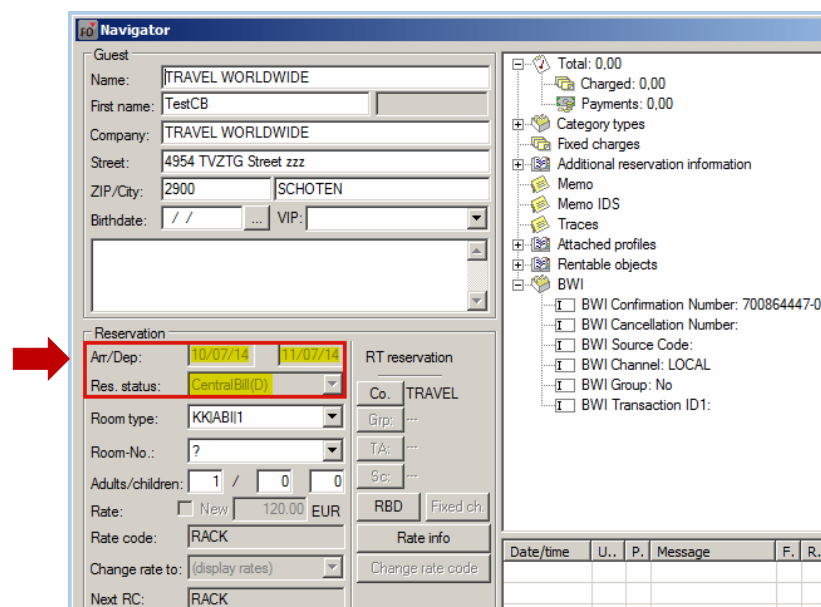 FO Navigator
Guest
Name: TRAVEL WORLDWIDE
First name: TestCB
Company: TRAVEL WORLDWIDE
Street: 4954 TVZTG Street zzz
ZIP/City: 2900 SCHOTEN
Birthdate: / / ... VIP:
Reservation
Arr/Dep: 10/07/14 11/07/14
Res. status: CentralBill(D)
Room type: KK|ABI|1
Room-No.: ?
Adults/children: 1 / 0 0
Rate: New 120.00 EUR
Rate code: RACK
Change rate to: (display rates)
Next RC: RACK
RT reservation
Co. TRAVEL
Grp: ---
TA: ---
Sc: ---
RBD Fixed ch.
Rate info
Change rate code
Total: 0,00
Charged: 0,00
Payments: 0,00
Category types
Fixed charges
Additional reservation information
Memo
Memo IDS
Traces
Attached profiles
Rentable objects
BWI
BWI Confirmation Number: 700864447-0
BWI Cancellation Number:
BWI Source Code:
BWI Channel: LOCAL
BWI Group: No
BWI Transaction ID1:
Date/time U.. P. Message F. R.